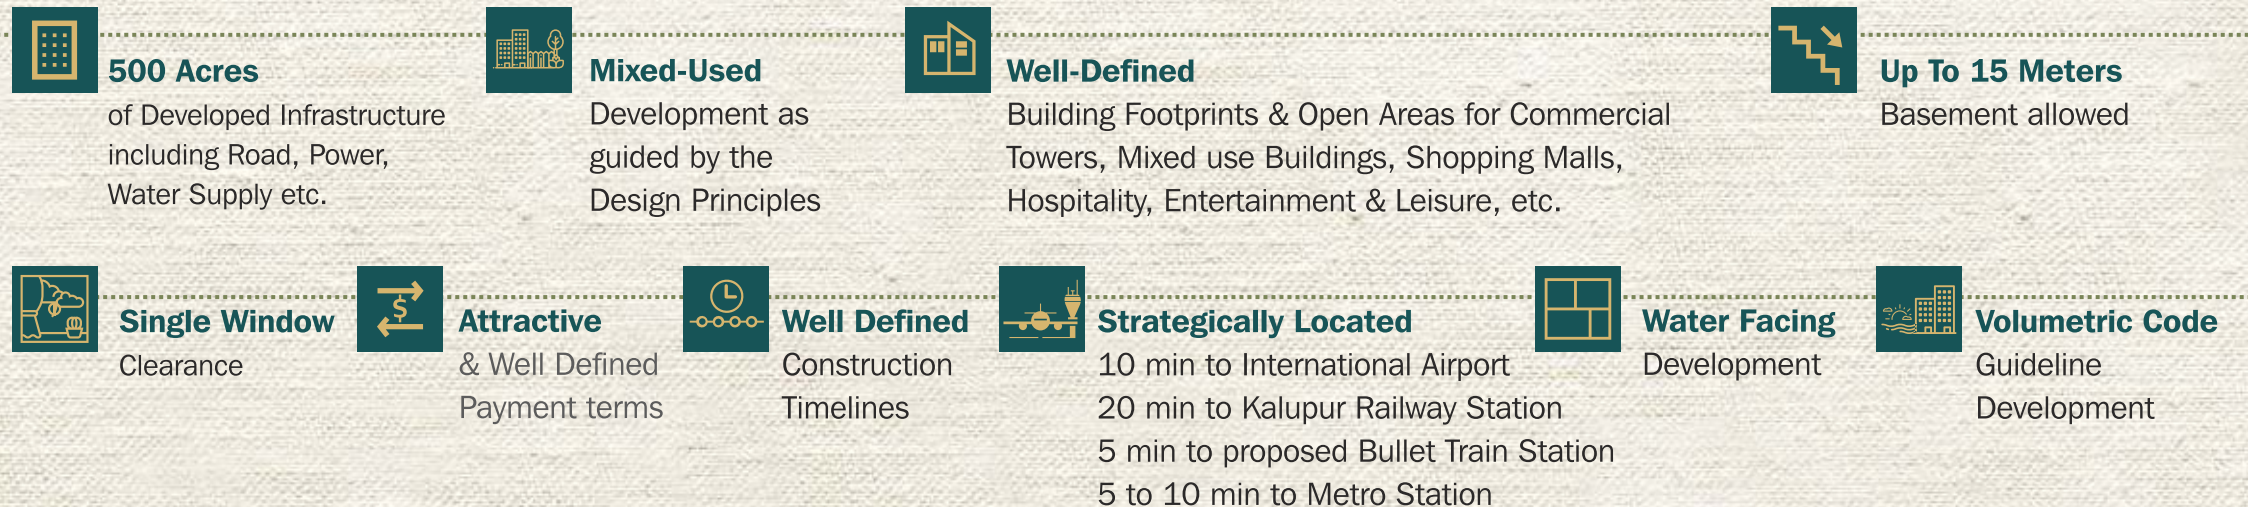 500 Acres
of Developed Infrastructure
including Road, Power,
Water Supply etc.
Mixed-Used
Development as
guided by the
Design Principles
Well-Defined
Building Footprints & Open Areas for Commercial
Towers, Mixed use Buildings, Shopping Malls,
Hospitality, Entertainment & Leisure, etc.
Up To 15 Meters
Basement allowed
Single Window
Clearance
$
Attractive
& Well Defined
Payment terms
Well Defined
Construction
Timelines
Strategically Located
10 min to International Airport
20 min to Kalupur Railway Station
5 min to proposed Bullet Train Station
5 to 10 min to Metro Station
Water Facing
Development
Volumetric Code
Guideline
Development